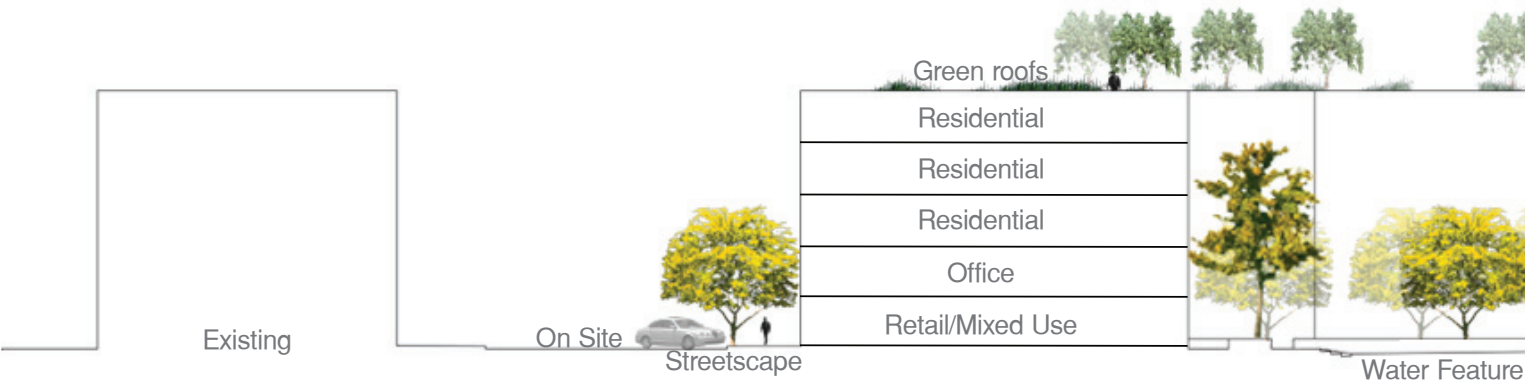 Green roofs
Residential
Residential
Residential
Office
Retail/Mixed Use
Existing
On Site
Streetscape
Water Feature